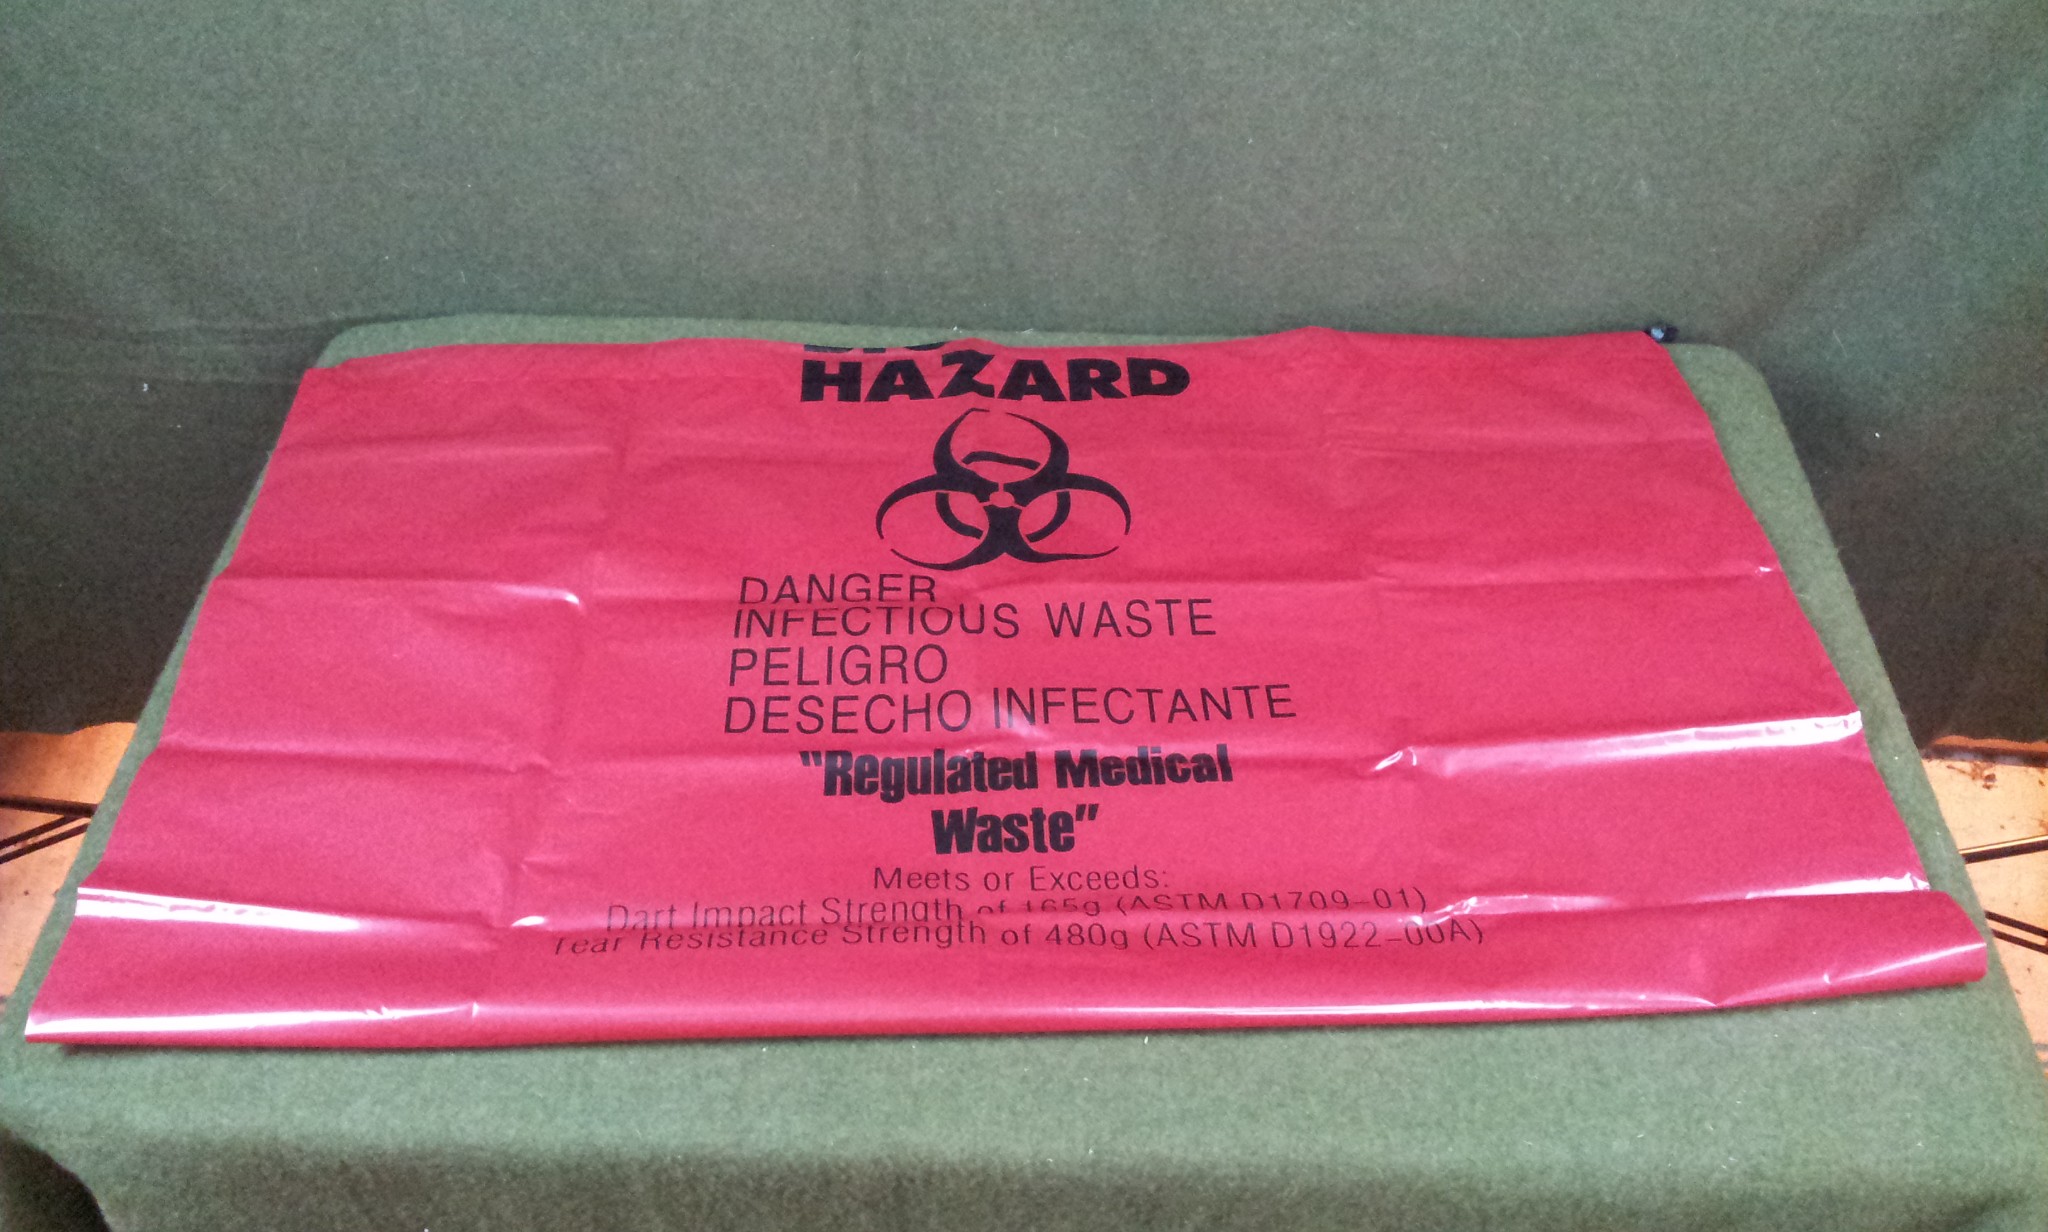 HAZARD
DANGER
INFECTIOUS WASTE
PELIGRO
DESECHO INFECTANTE
"Regulated Medical
Waste"
Meets or Exceeds:
Dart Impact Strength of 165g (ASTM D1709-01)
Tear Resistance Strength of 480g (ASTM D1922-00A)